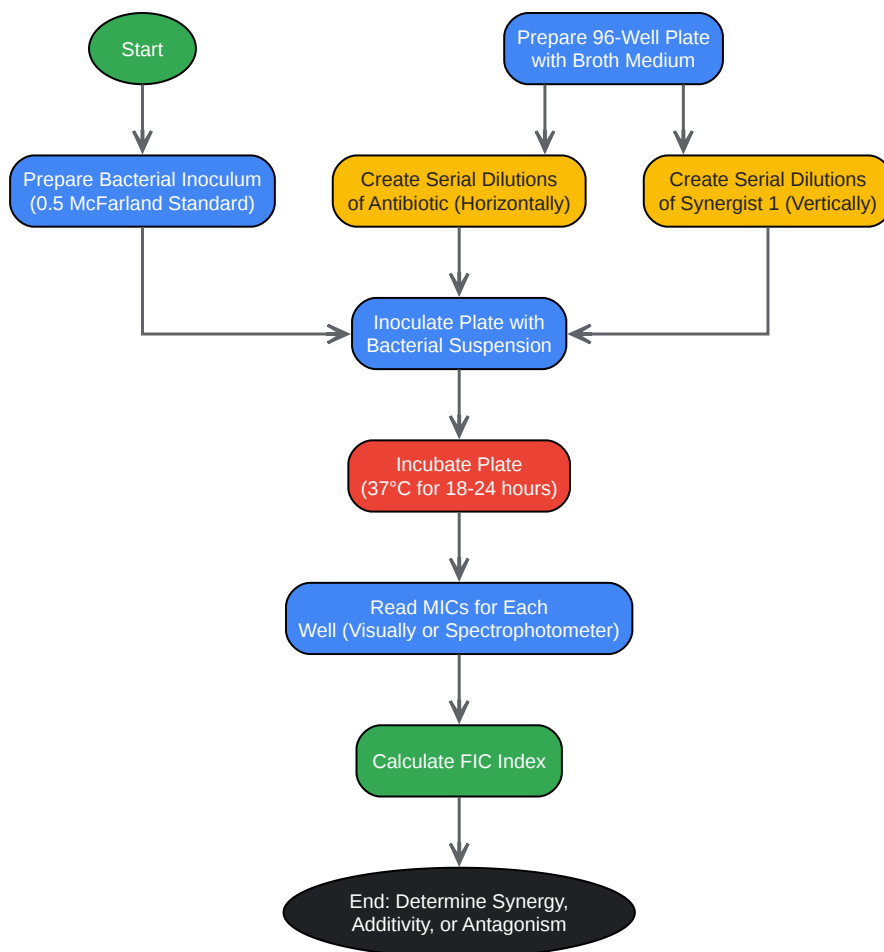 Start
Prepare 96-Well Plate
with Broth Medium
Prepare Bacterial Inoculum
(0.5 McFarland Standard)
Create Serial Dilutions
of Antibiotic (Horizontally)
Create Serial Dilutions
of Synergist 1 (Vertically)
Inoculate Plate with
Bacterial Suspension
Incubate Plate
(37°C for 18-24 hours)
Read MICs for Each
Well (Visually or Spectrophotometer)
Calculate FIC Index
End: Determine Synergy,
Additivity, or Antagonism